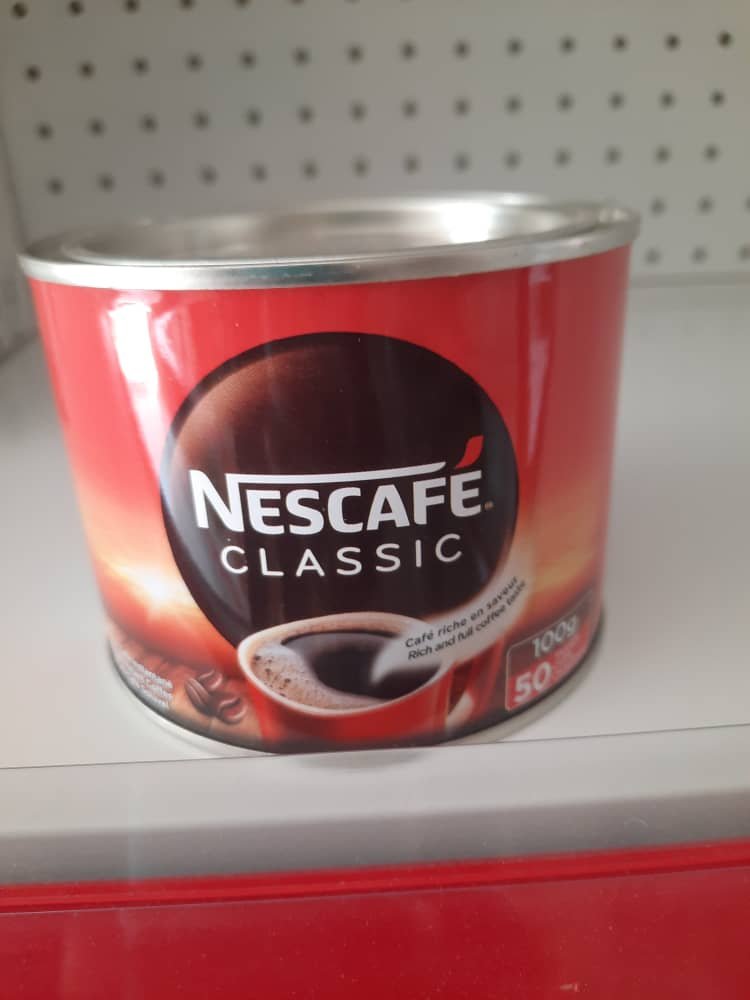 NESCAFÉ
CLASSIC
Café riche en saveur
Rich and full coffee taste
100g
50